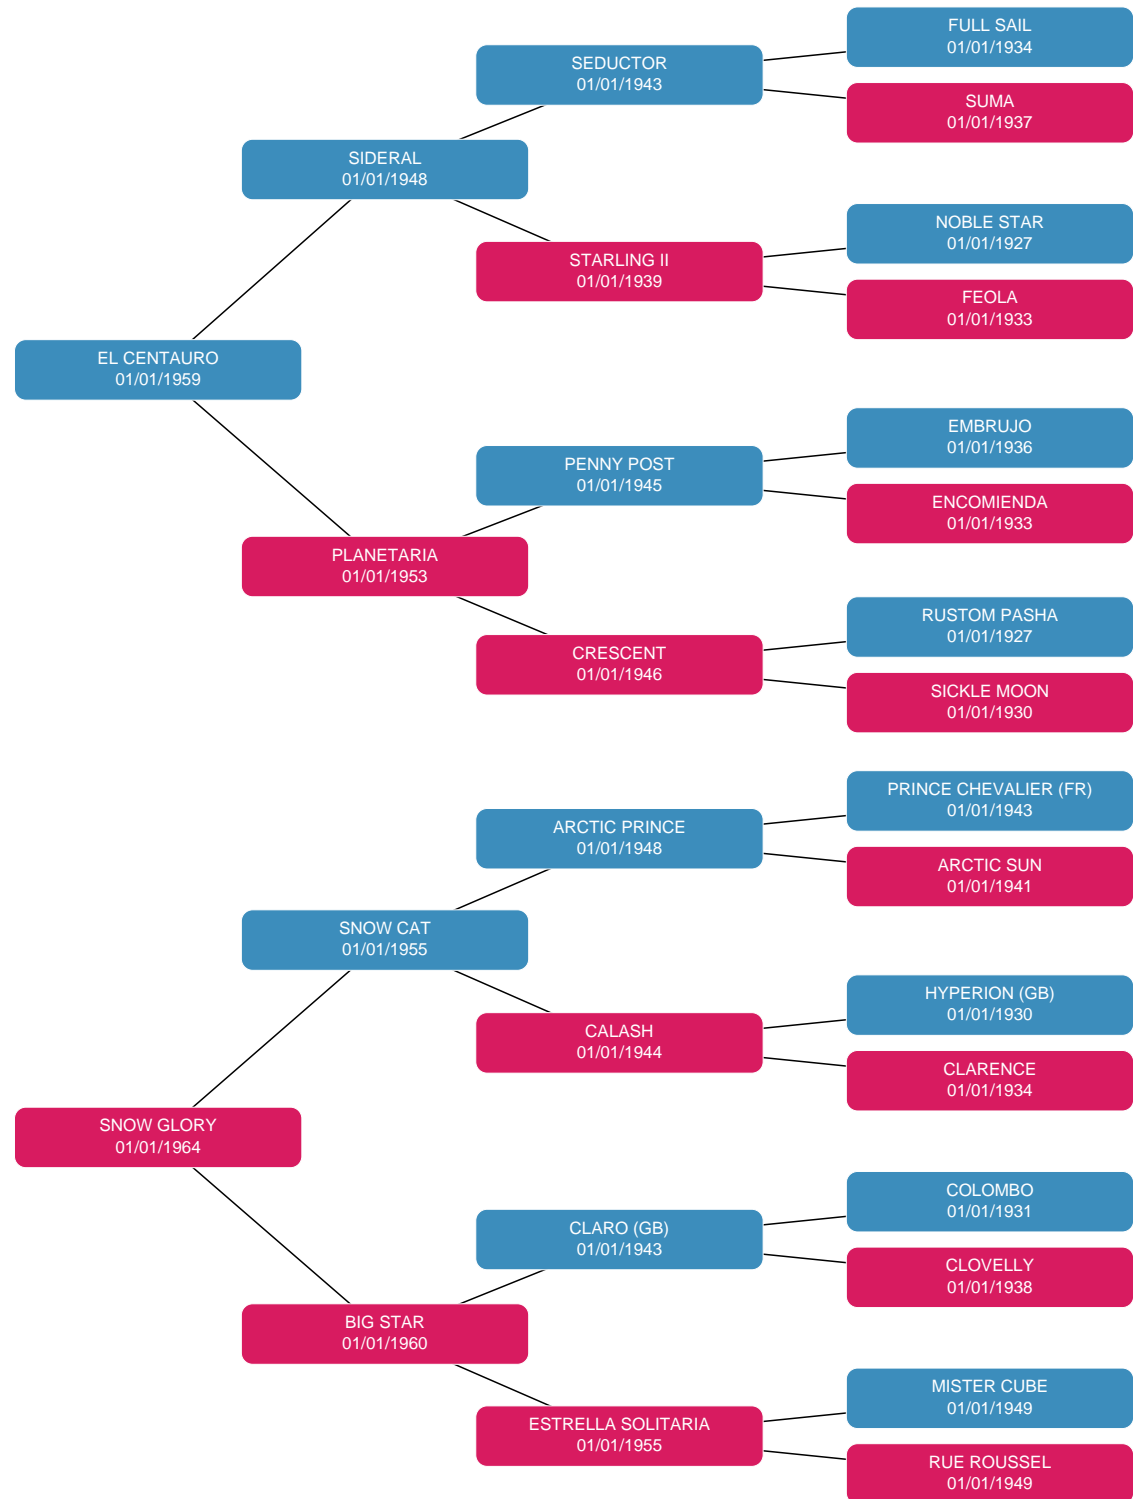 FULL SAIL
01/01/1934
SEDUCTOR
01/01/1943
SUMA
01/01/1937
SIDERAL
01/01/1948
NOBLE STAR
01/01/1927
STARLING II
01/01/1939
FEOLA
01/01/1933
EL CENTAURO
01/01/1959
EMBRUJO
01/01/1936
PENNY POST
01/01/1945
ENCOMIENDA
01/01/1933
PLANETARIA
01/01/1953
RUSTOM PASHA
01/01/1927
CRESCENT
01/01/1946
SICKLE MOON
01/01/1930
PRINCE CHEVALIER (FR)
01/01/1943
ARCTIC PRINCE
01/01/1948
ARCTIC SUN
01/01/1941
SNOW CAT
01/01/1955
HYPERION (GB)
01/01/1930
CALASH
01/01/1944
CLARENCE
01/01/1934
SNOW GLORY
01/01/1964
COLOMBO
01/01/1931
CLARO (GB)
01/01/1943
CLOVELLY
01/01/1938
BIG STAR
01/01/1960
MISTER CUBE
01/01/1949
ESTRELLA SOLITARIA
01/01/1955
RUE ROUSSEL
01/01/1949